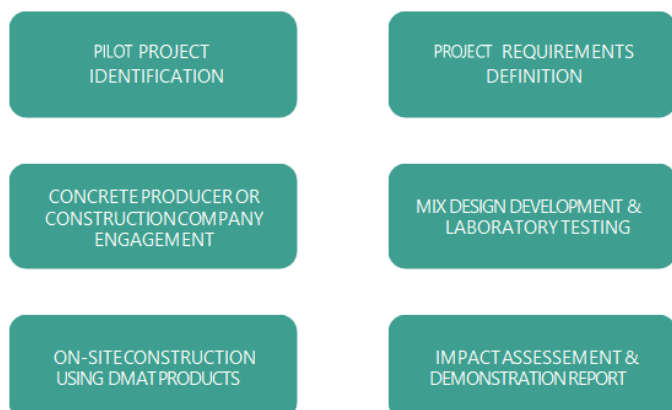 PILOT PROJECT
IDENTIFICATION
PROJECT REQUIREMENTS
DEFINITION
CONCRETE PRODUCER OR
CONSTRUCTION COMPANY
ENGAGEMENT
MIX DESIGN DEVELOPMENT &
LABORATORY TESTING
ON-SITE CONSTRUCTION
USING DMAT PRODUCTS
IMPACT ASSESSEMENT &
DEMONSTRATION REPORT